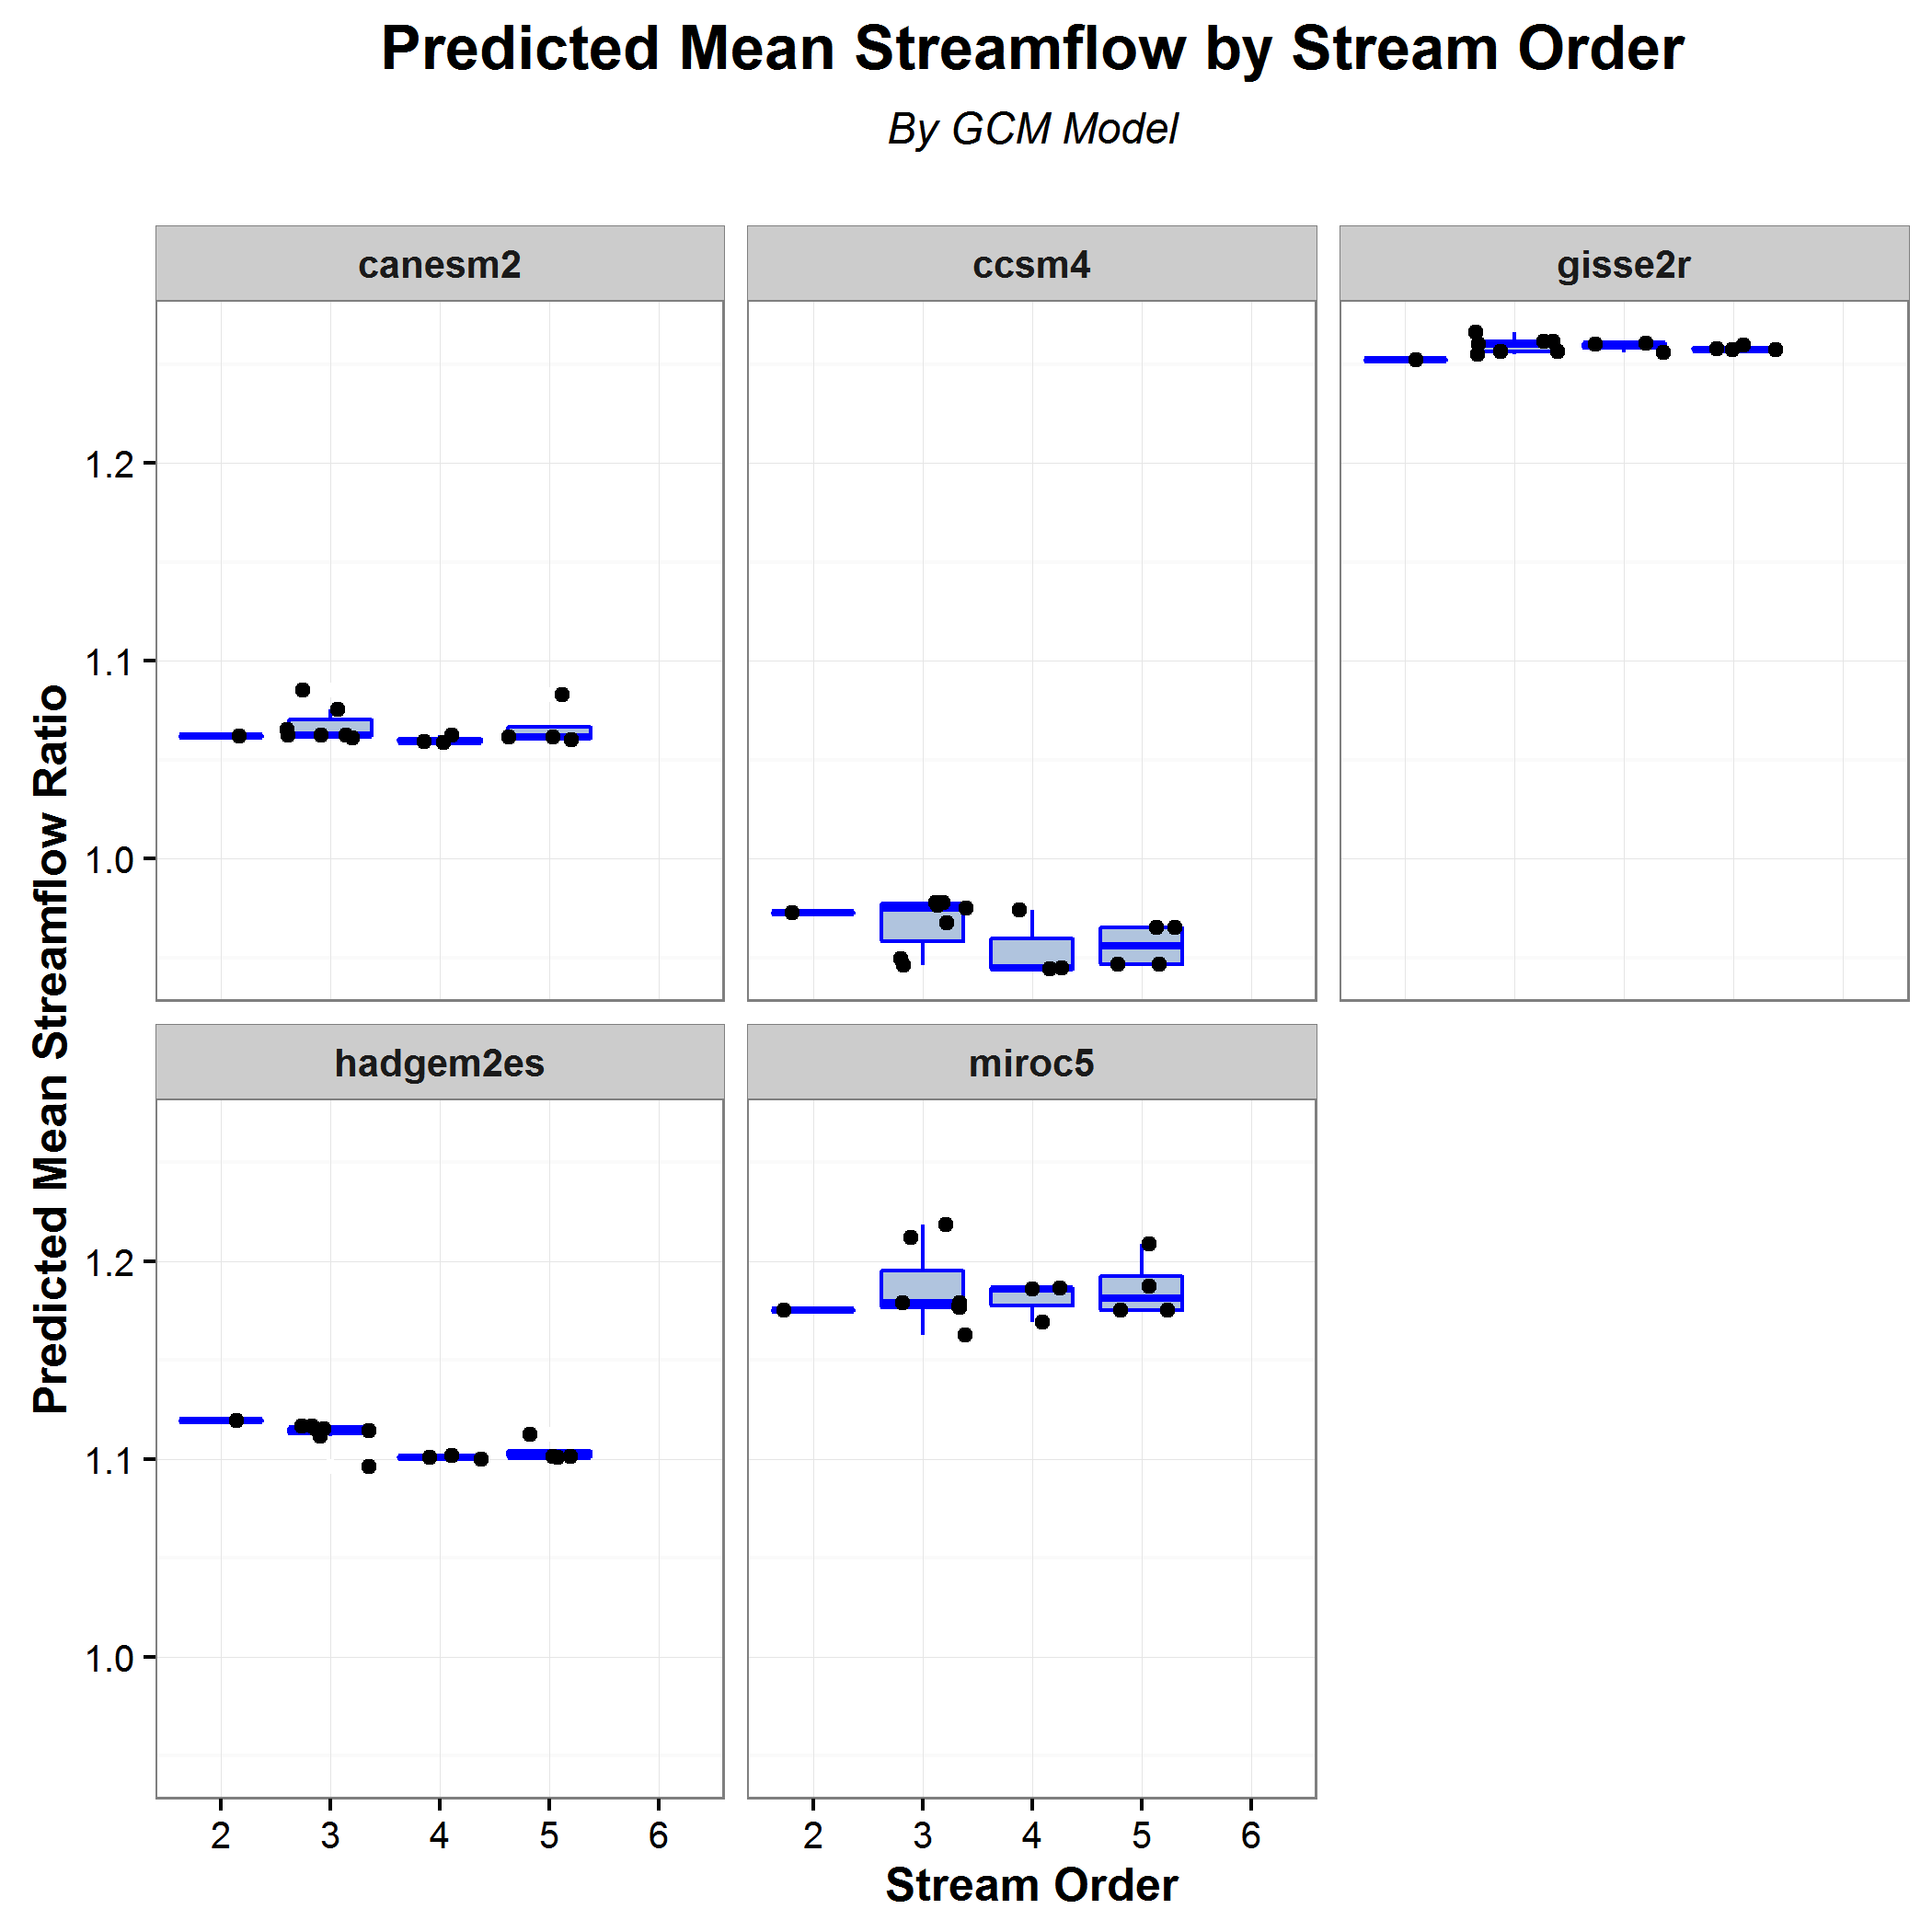 Predicted Mean Streamflow by Stream Order
By GCM Model
canesm2
ccsm4
gisse2r
1.2
1.1
1.0
Predicted Mean Streamflow Ratio
hadgem2es
miroc5
1.2
1.1
1.0
2 3 4 5 6
2 3 4 5 6
Stream Order